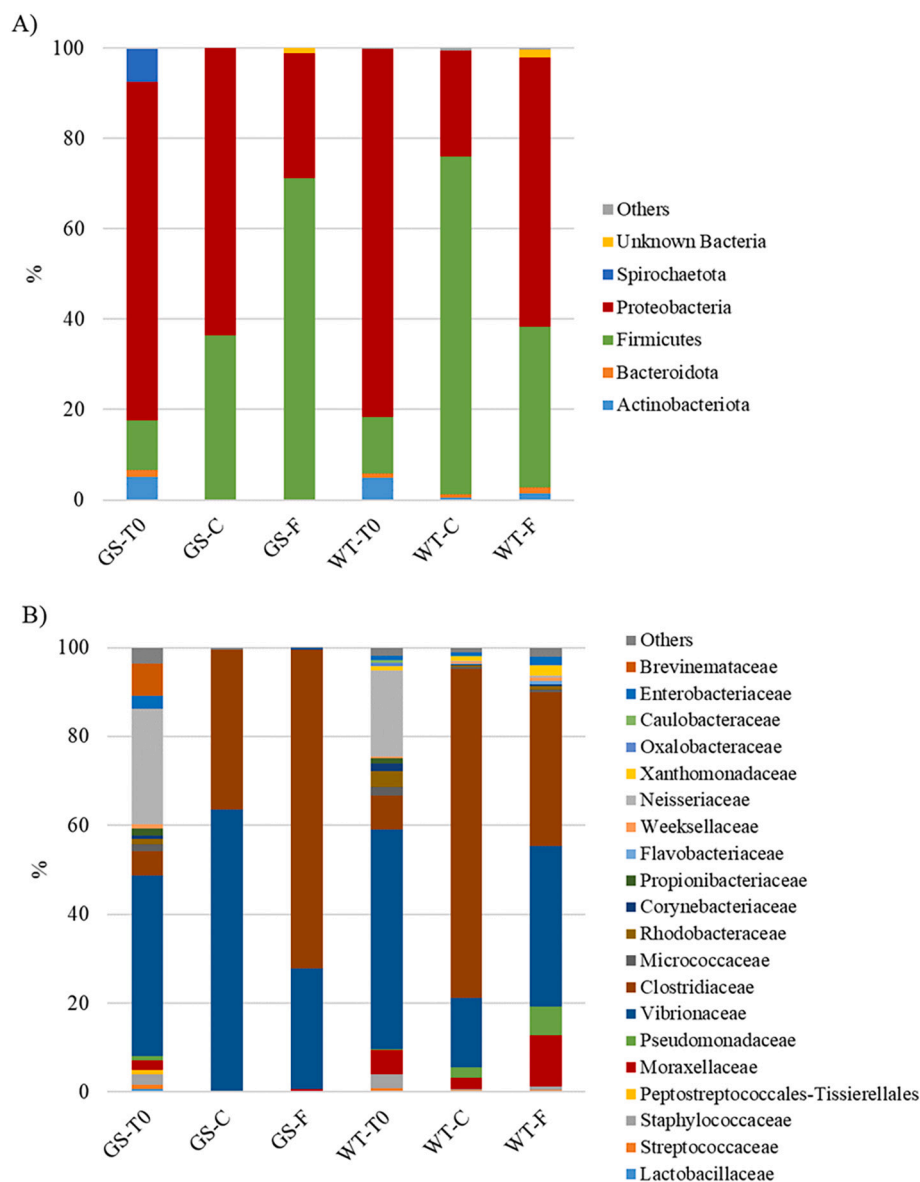 A)
100
80
60
40
20
0
%
GS-T0
GS-C
GS-F
WT-T0
WT-C
WT-F
Others
Unknown Bacteria
Spirochaetota
Proteobacteria
Firmicutes
Bacteroidota
Actinobacteriota
B)
100
80
60
40
20
0
%
GS-T0
GS-C
GS-F
WT-T0
WT-C
WT-F
Others
Brevinemataceae
Enterobacteriaceae
Caulobacteraceae
Oxalobacteraceae
Xanthomonadaceae
Neisseriaceae
Weeksellaceae
Flavobacteriaceae
Propionibacteriaceae
Corynebacteriaceae
Rhodobacteraceae
Micrococcaceae
Clostridiaceae
Vibrionaceae
Pseudomonadaceae
Moraxellaceae
Peptostreptococcales-Tissierellales
Staphylococcaceae
Streptococcaceae
Lactobacillaceae